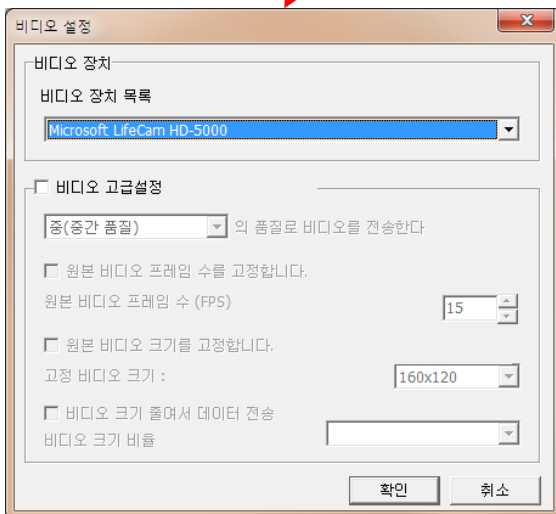 비디오 설정
비디오 장치
비디오 장치 목록
Microsoft LifeCam HD-5000
비디오 고급설정
중(중간 품질) 의 품질로 비디오를 전송한다
원본 비디오 프레임 수를 고정합니다.
원본 비디오 프레임 수 (FPS) 15
원본 비디오 크기를 고정합니다.
고정 비디오 크기 : 160x120
비디오 크기 줄여서 데이터 전송
비디오 크기 비율
확인 취소